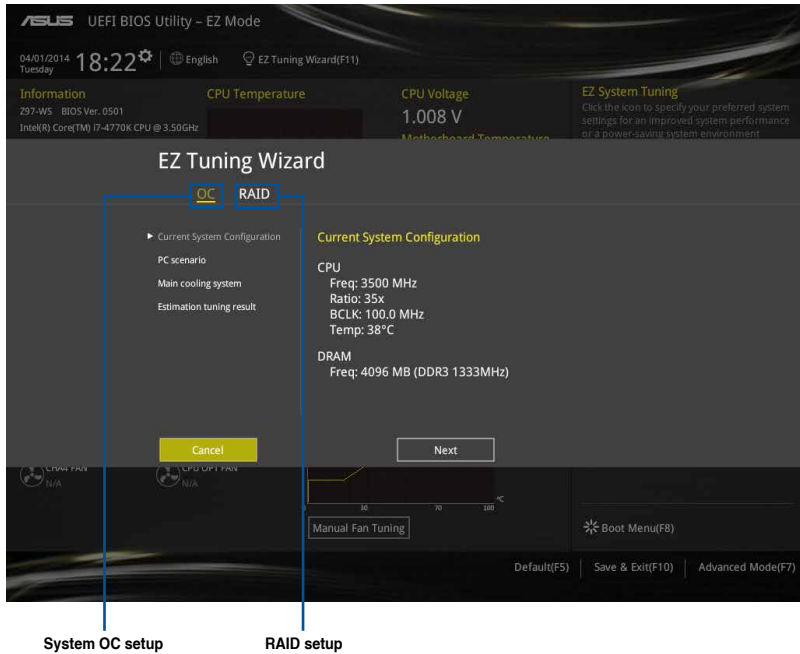 ASUS UEFI BIOS Utility – EZ Mode
04/01/2014
Tuesday
18:22
English
EZ Tuning Wizard(F11)
Information
Z97-WS BIOS Ver. 0501
Intel(R) Core(TM) i7-4770K CPU @ 3.50GHz
CPU Temperature
CPU Voltage
1.008 V
Motherboard Temperature
EZ System Tuning
Click the icon to specify your preferred system
settings for an improved system performance
or a power-saving system environment
EZ Tuning Wizard
OC RAID
Current System Configuration
PC scenario
Main cooling system
Estimation tuning result
Current System Configuration
CPU
Freq: 3500 MHz
Ratio: 35x
BCLK: 100.0 MHz
Temp: 38°C
DRAM
Freq: 4096 MB (DDR3 1333MHz)
Cancel
Next
CHA4 FAN
N/A
CPU OPT FAN
N/A
0 30 70 100
°C
Manual Fan Tuning
Boot Menu(F8)
Default(F5)
Save & Exit(F10)
Advanced Mode(F7)
System OC setup
RAID setup